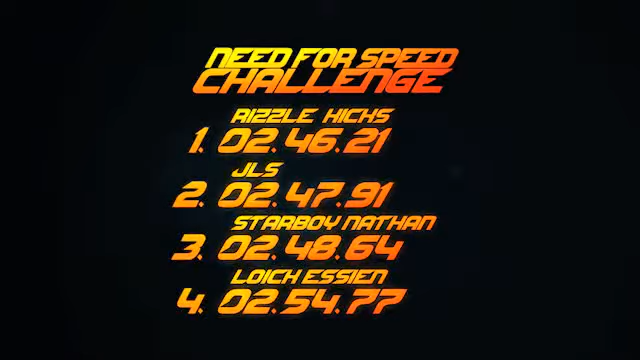 NEED FOR SPEED
CHALLENGE
RIZZLE KICKS
1. 02.46.21
JLS
2. 02.47.91
STARBOY NATHAN
3. 02.48.64
LOICH ESSIEN
4. 02.54.77